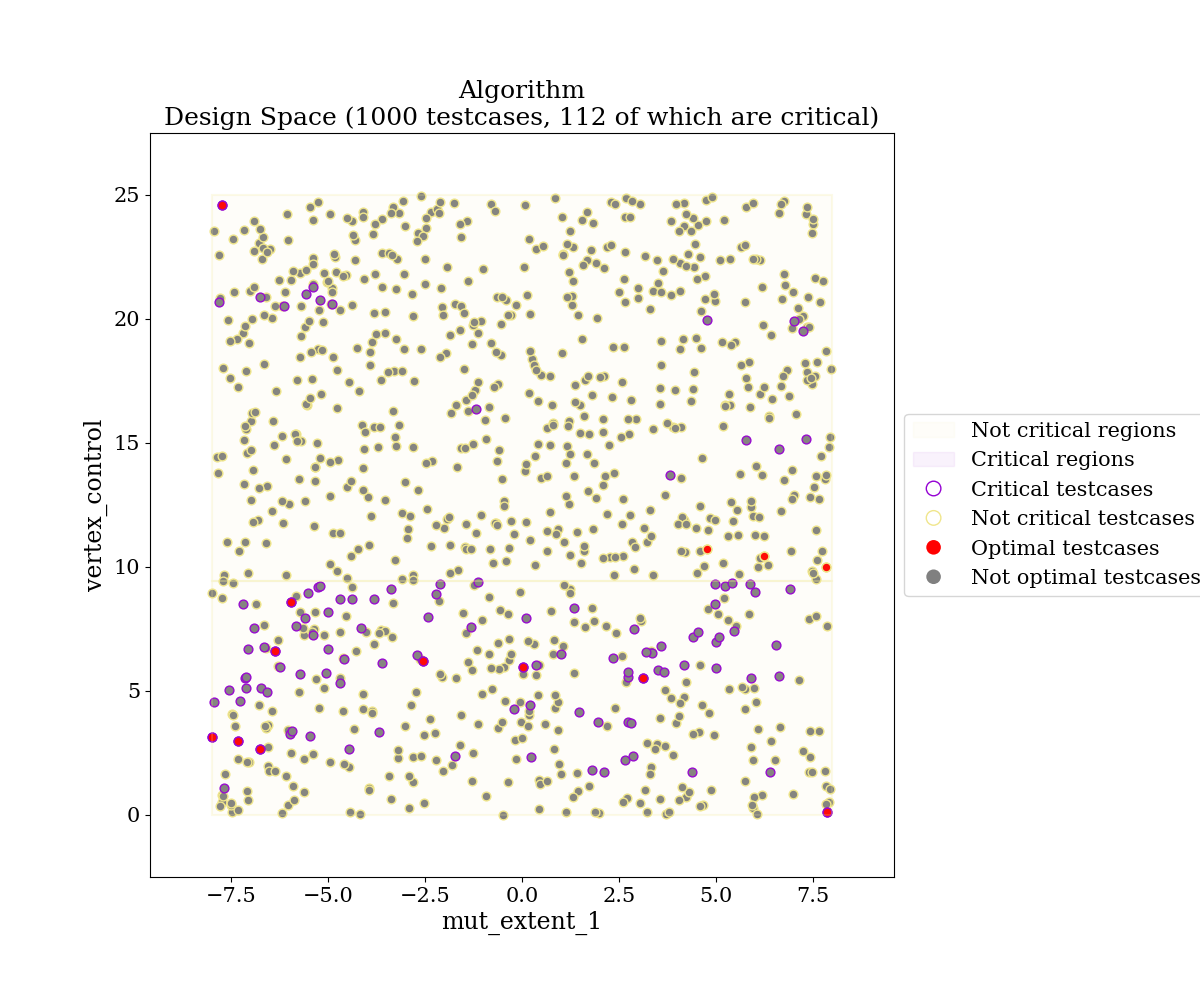 Algorithm
Design Space (1000 testcases, 112 of which are critical)
25
20
15
10
5
0
vertex_control
−7.5
−5.0
−2.5
0.0
2.5
5.0
7.5
mut_extent_1
Not critical regions
Critical regions
Critical testcases
Not critical testcases
Optimal testcases
Not optimal testcases